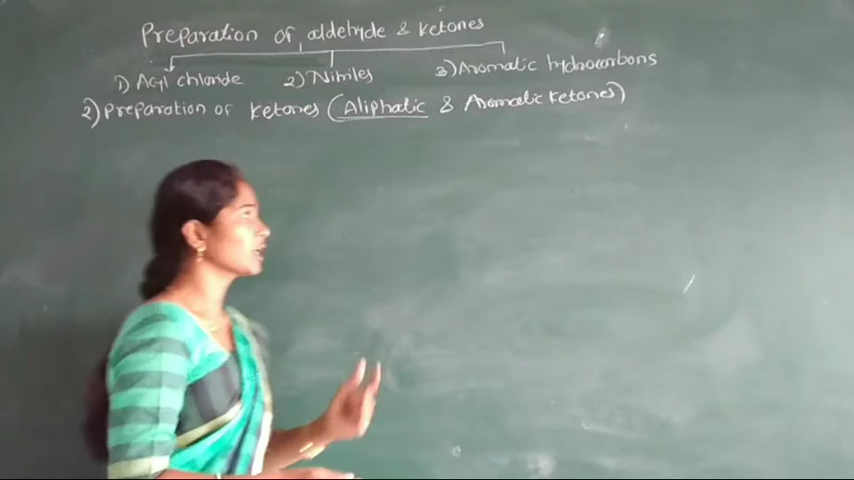 Preparation of aldehyde & Ketones
1) Acyl chloride 2) Nitriles 3) Aromatic hydrocarbons
2) Preparation of Ketones (Aliphatic & Aromatic Ketones)